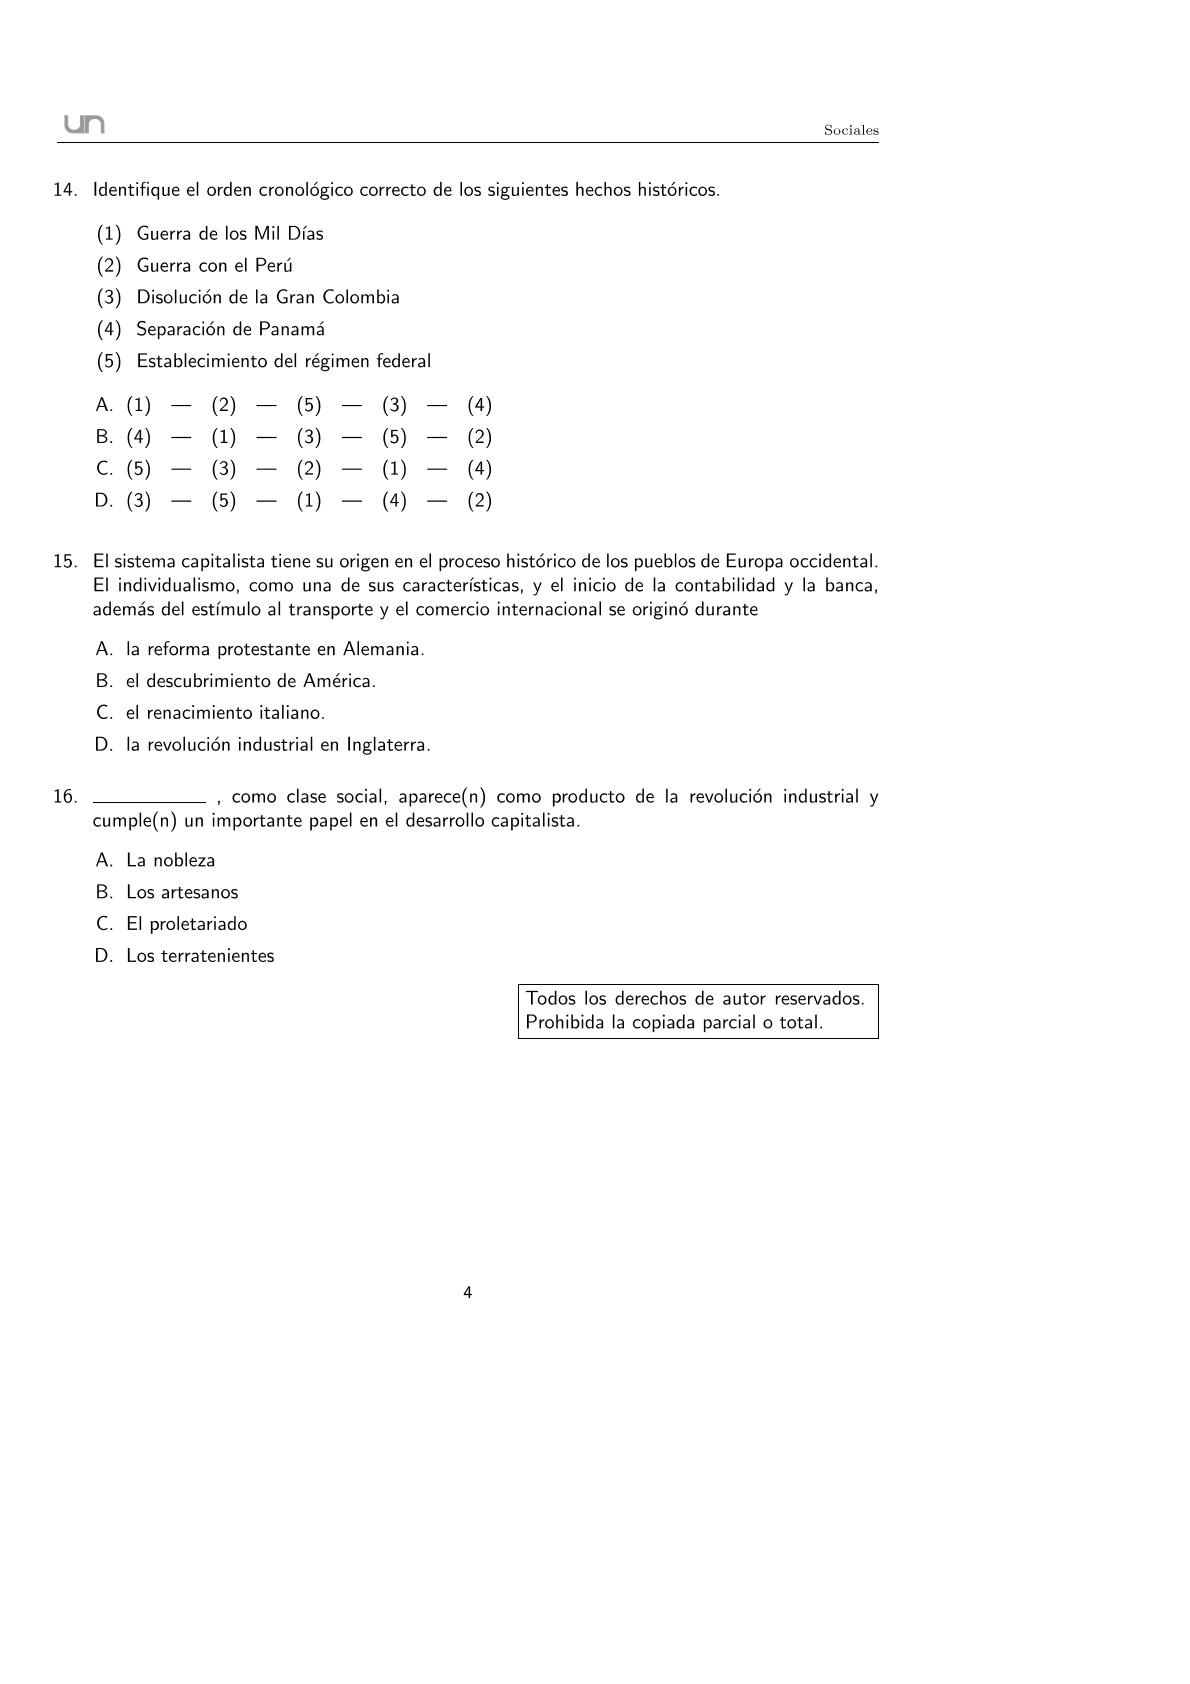 un
Sociales
14. Identifique el orden cronológico correcto de los siguientes hechos históricos.
(1) Guerra de los Mil Días
(2) Guerra con el Perú
(3) Disolución de la Gran Colombia
(4) Separación de Panamá
(5) Establecimiento del régimen federal
A. (1) — (2) — (5) — (3) — (4)
B. (4) — (1) — (3) — (5) — (2)
C. (5) — (3) — (2) — (1) — (4)
D. (3) — (5) — (1) — (4) — (2)
15. El sistema capitalista tiene su origen en el proceso histórico de los pueblos de Europa occidental.
El individualismo, como una de sus características, y el inicio de la contabilidad y la banca,
además del estímulo al transporte y el comercio internacional se originó durante
A. la reforma protestante en Alemania.
B. el descubrimiento de América.
C. el renacimiento italiano.
D. la revolución industrial en Inglaterra.
16. ___________ , como clase social, aparece(n) como producto de la revolución industrial y
cumple(n) un importante papel en el desarrollo capitalista.
A. La nobleza
B. Los artesanos
C. El proletariado
D. Los terratenientes
Todos los derechos de autor reservados.
Prohibida la copiada parcial o total.
4